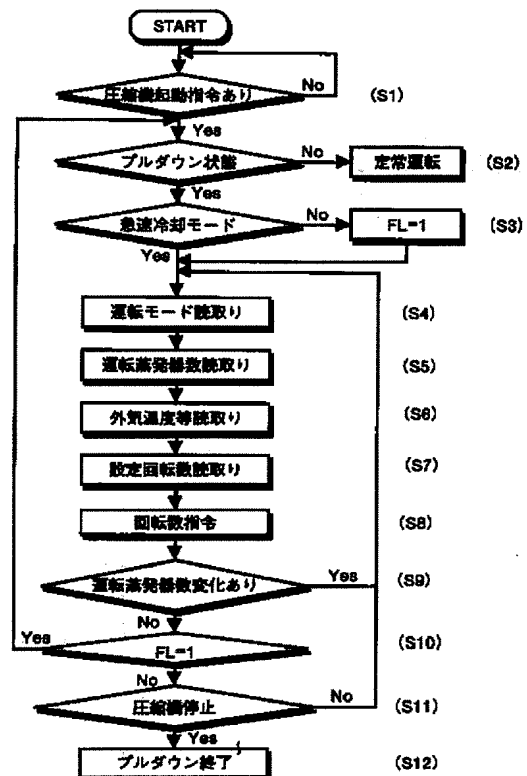 START
圧縮機起動指令あり
No
(S1)
Yes
プルダウン状態
No
定常運転
(S2)
Yes
急速冷却モード
No
FL=1
(S3)
Yes
運転モード読取り
(S4)
運転蒸発器数読取り
(S5)
外気温度等読取り
(S6)
設定回転数読取り
(S7)
回転数指令
(S8)
運転蒸発器数変化あり
Yes
(S9)
No
Yes
FL=1
(S10)
No
圧縮機停止
No
(S11)
Yes
プルダウン終了
(S12)